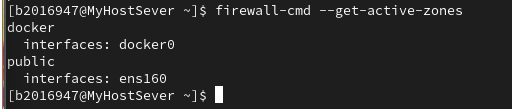 [b2016947@MyHostSever ~]$ firewall-cmd --get-active-zones
docker
  interfaces: docker0
public
  interfaces: ens160
[b2016947@MyHostSever ~]$